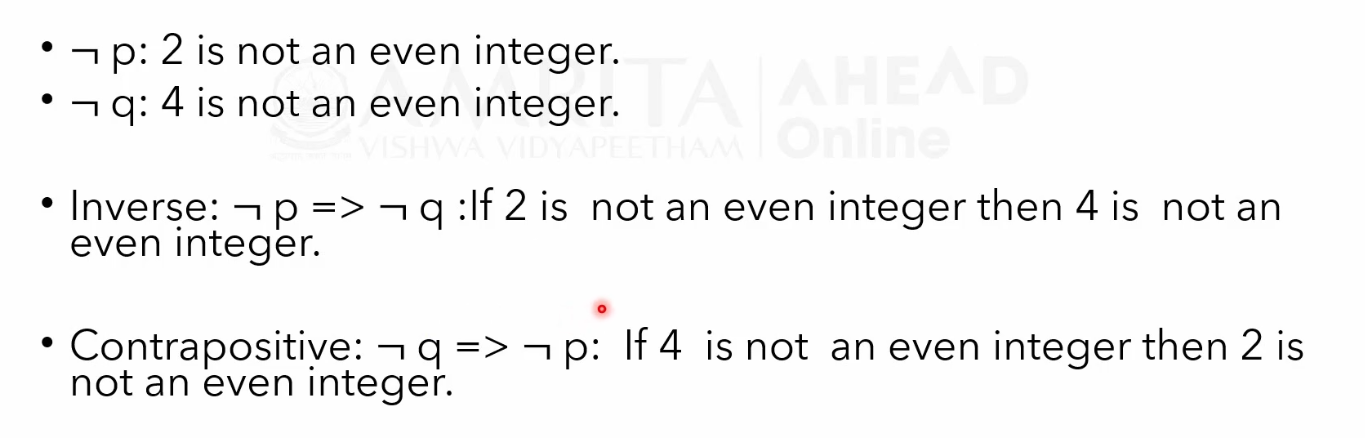 • ¬ p: 2 is not an even integer.
• ¬ q: 4 is not an even integer.
AMRITA
VISHWA VIDYAPEETHAM
AHEAD
Online
• Inverse: ¬ p => ¬ q :If 2 is  not an even integer then 4 is  not an
even integer.
• Contrapositive: ¬ q => ¬ p:  If 4  is not  an even integer then 2 is
not an even integer.